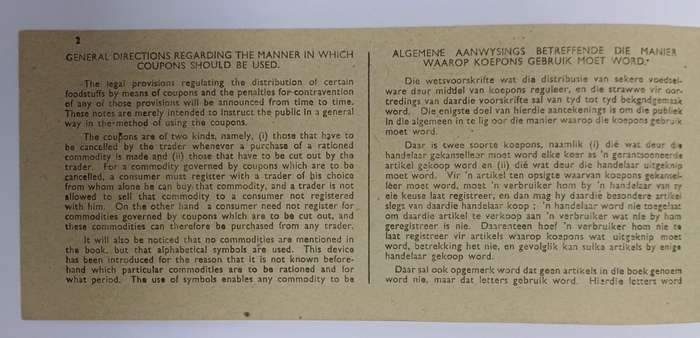 2
GENERAL DIRECTIONS REGARDING THE MANNER IN WHICH
COUPONS SHOULD BE USED.
The legal provisions regulating the distribution of certain
foodstuffs by means of coupons and the penalties for contravention
of any of those provisions will be announced from time to time.
These notes are merely intended to instruct the public in a general
way in the method of using the coupons.
The coupons are of two kinds, namely, (i) those that have to
be cancelled by the trader whenever a purchase of a rationed
commodity is made and (ii) those that have to be cut out by the
trader. For a commodity governed by coupons which are to be
cancelled, a consumer must register with a trader of his choice
from whom alone he can buy that commodity, and a trader is not
allowed to sell that commodity to a consumer not registered
with him. On the other hand a consumer need not register for
commodities governed by coupons which are to be cut out, and
these commodities can therefore be purchased from any trader.
It will also be noticed that no commodities are mentioned in
the book, but that alphabetical symbols are used. This device
has been introduced for the reason that it is not known before-
hand which particular commodities are to be rationed and for
what period. The use of symbols enables any commodity to be
ALGEMENE AANWYSINGS BETREFFENDE DIE MANIER
WAAROP KOEPONS GEBRUIK MOET WORD.
Die wetsvoorskrifte wat die distribusie van sekere voedsel-
ware deur middel van koepons reguleer, en die strawwe vir oor-
tredings van daardie voorskrifte sal van tyd tot tyd bekendgemaak
word. Die enigste doel van hierdie aantekenings is om die publiek
in die algemeen in te lig oor die manier waarop die koepons gebruik
moet word.
Daar is twee soorte koepons, naamlik (i) dié wat deur die
handelaar gekanselleer moet word elke keer as 'n gerantsoeneerde
artikel gekoop word en (ii) dié wat deur die handelaar uitgeknip
moet word. Vir 'n artikel ten opsigte waarvan koepons gekansel-
leer moet word, moet 'n verbruiker hom by 'n handelaar van sy
eie keuse laat registreer, en dan mag hy daardie besondere artikel
slegs van daardie handelaar koop; 'n handelaar word nie toegelaat
om daardie artikel te verkoop aan 'n verbruiker wat nie by hom
geregistreer is nie. Daarenteen hoef 'n verbruiker hom nie te
laat registreer vir artikels waarop koepons wat uitgeknip moet
word, betrekking het nie, en gevolglik kan sulke artikels by enige
handelaar gekoop word.
Daar sal ook opgemerk word dat geen artikels in die boek genoem
word nie, maar dat letters gebruik word. Hierdie letters word